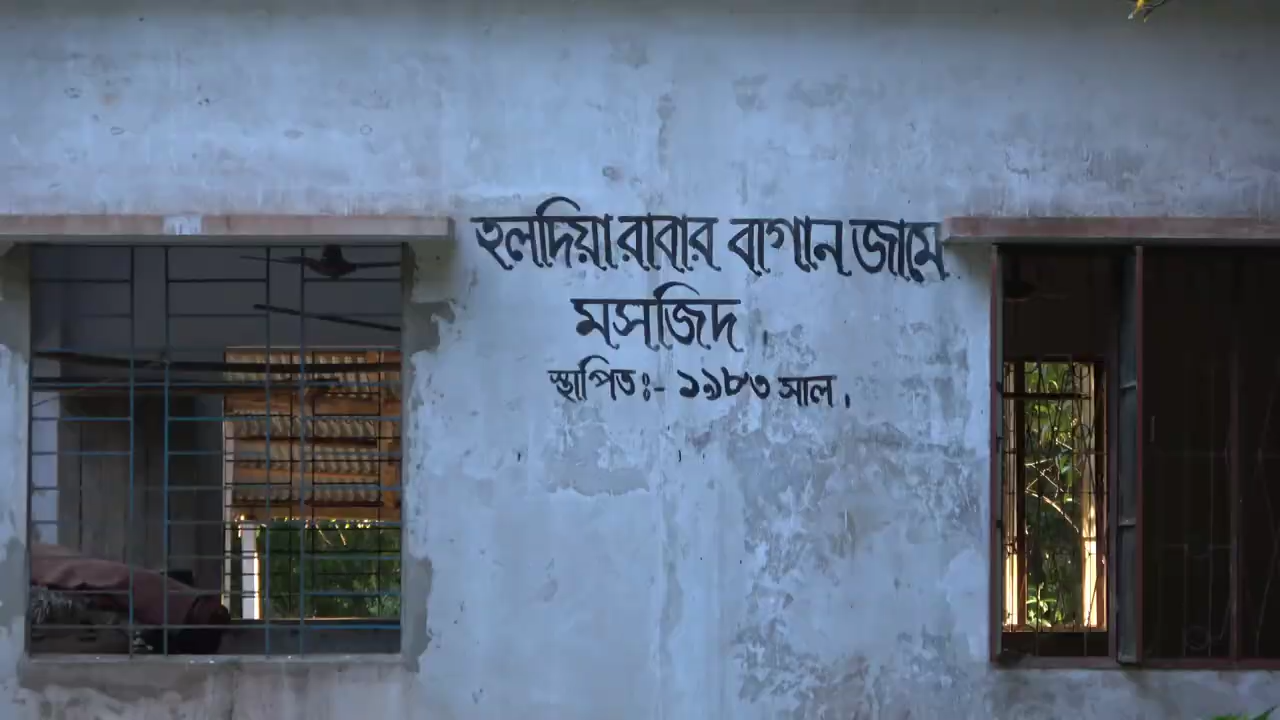 হলদিয়া রাবার বাগান জামে
মসজিদ.
স্থাপিতঃ- ১৯৮৩ সাল.